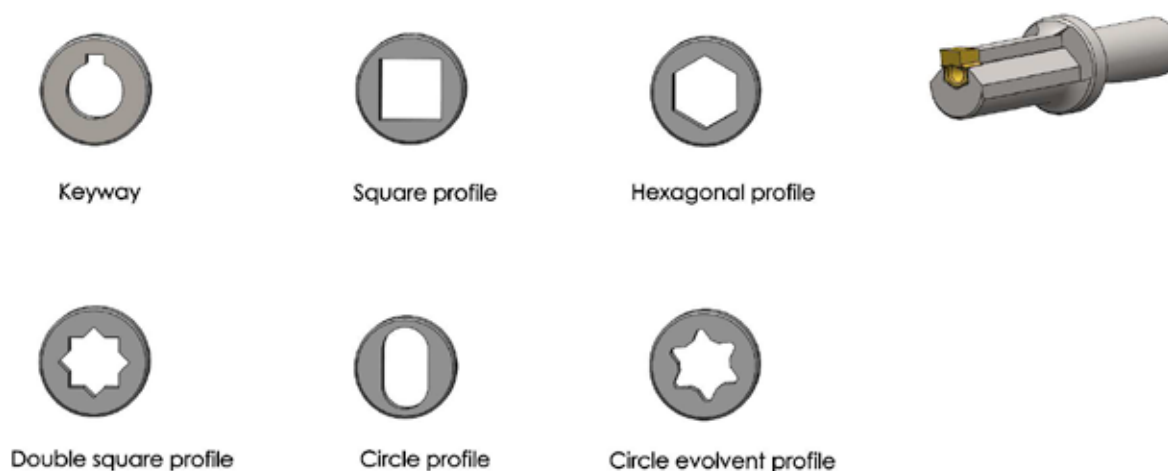 Keyway
Square profile
Hexagonal profile
Double square profile
Circle profile
Circle evolvent profile